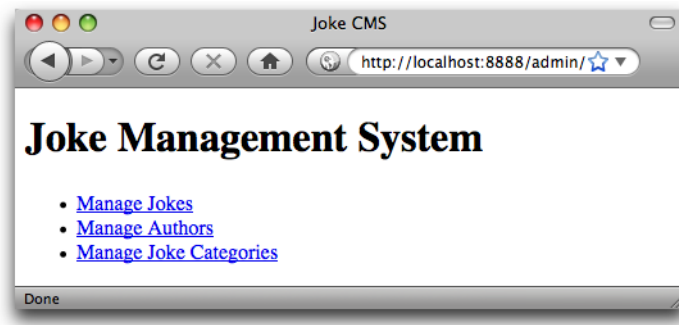 Joke CMS
http://localhost:8888/admin/
Joke Management System
Manage Jokes
Manage Authors
Manage Joke Categories
Done